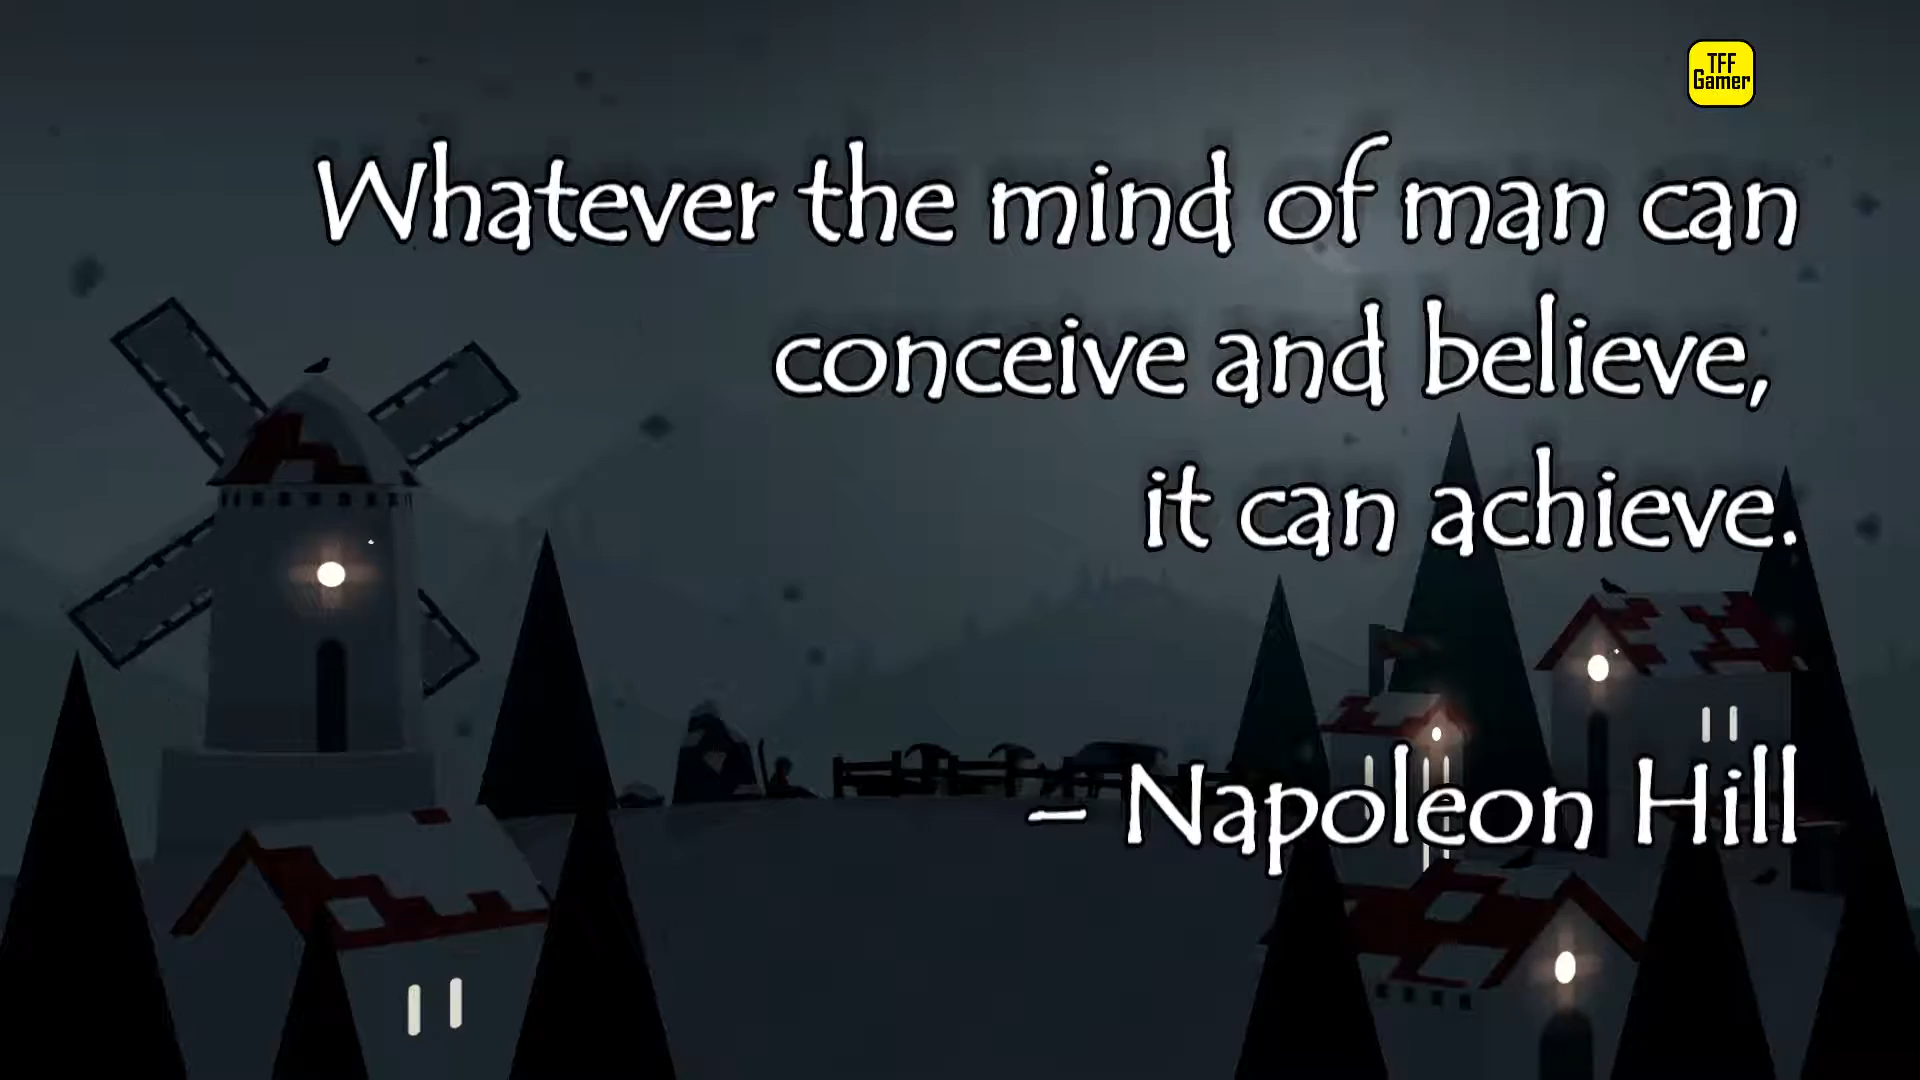 TFF
Gamer
Whatever the mind of man can
conceive and believe,
it can achieve.
– Napoleon Hill